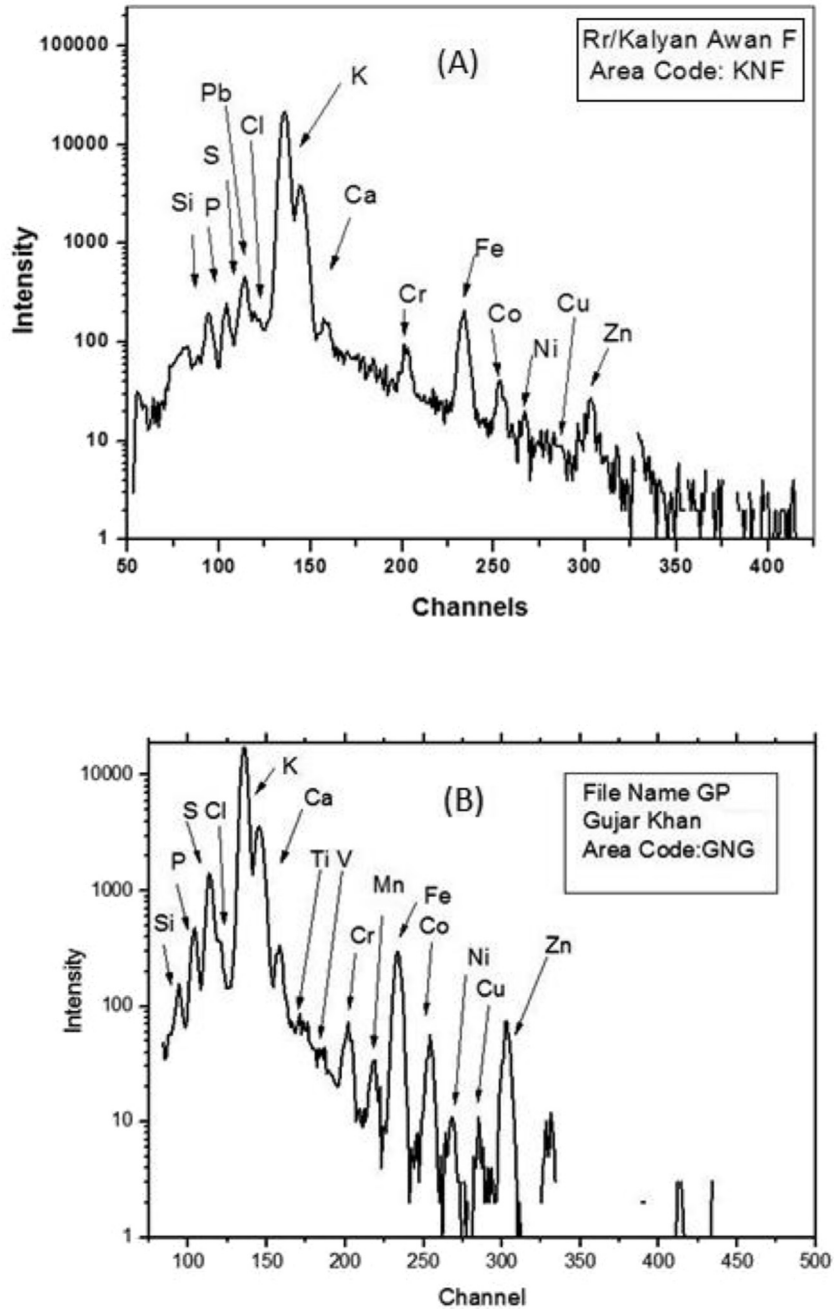 (A)
Rr/Kalyan Awan F
Area Code: KNF
Intensity
100000
10000
1000
100
10
1
Si
P
S
Pb
Cl
K
Ca
Cr
Fe
Co
Ni
Cu
Zn
50 100 150 200 250 300 350 400
Channels
(B)
File Name GP
Gujar Khan
Area Code:GNG
Intensity
10000
1000
100
10
1
Si
P
S
Cl
K
Ca
Ti
V
Cr
Mn
Fe
Co
Ni
Cu
Zn
100 150 200 250 300 350 400 450 500
Channel